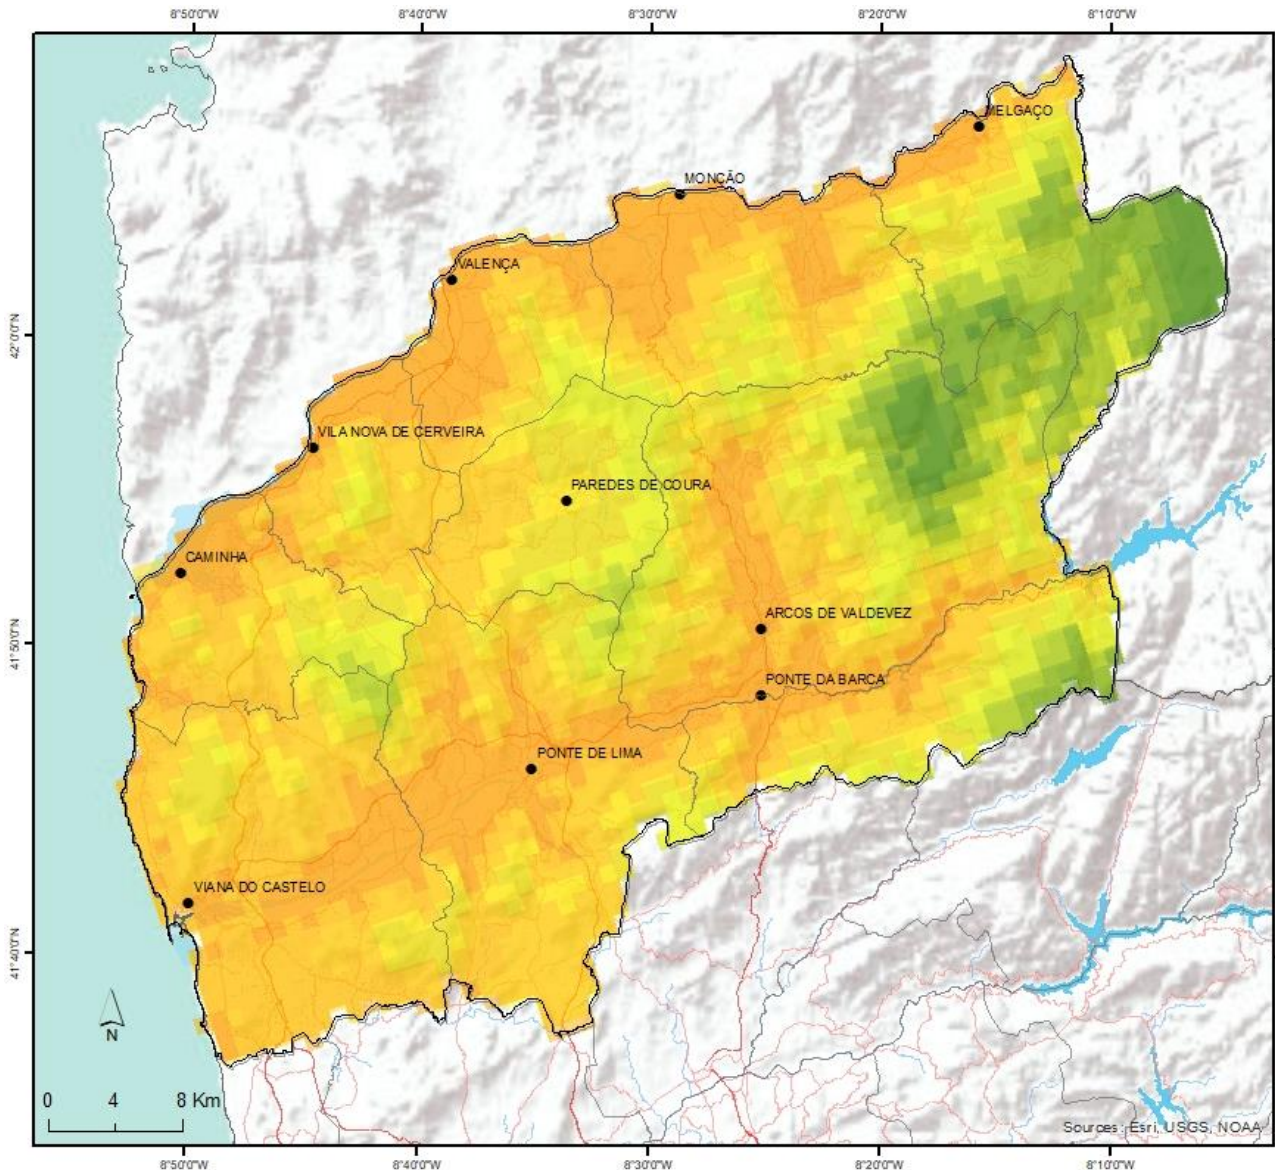 8°50'0"W 8°40'0"W 8°30'0"W 8°20'0"W 8°10'0"W
MELGAÇO
MONÇÃO
VALENÇA
42°0'0"N
VILA NOVA DE CERVEIRA
PAREDES DE COURA
CAMINHA
ARCOS DE VALDEVEZ
41°50'0"N
PONTE DA BARCA
PONTE DE LIMA
VIANA DO CASTELO
41°40'0"N
N
0 4 8 Km
Sources: Esri, USGS, NOAA
8°50'0"W 8°40'0"W 8°30'0"W 8°20'0"W 8°10'0"W